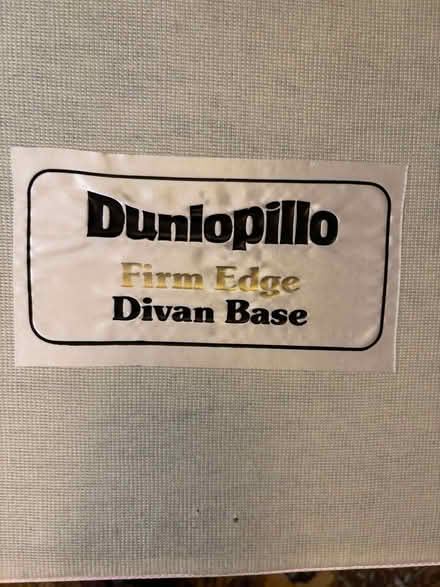 Dunlopillo
Firm Edge
Divan Base